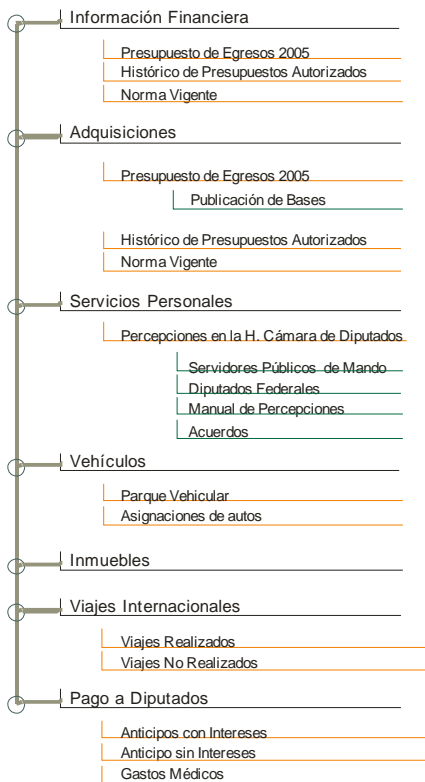 Información Financiera
Presupuesto de Egresos 2005
Histórico de Presupuestos Autorizados
Norma Vigente
Adquisiciones
Presupuesto de Egresos 2005
Publicación de Bases
Histórico de Presupuestos Autorizados
Norma Vigente
Servicios Personales
Percepciones en la H. Cámara de Diputados
Servidores Públicos de Mando
Diputados Federales
Manual de Percepciones
Acuerdos
Vehículos
Parque Vehicular
Asignaciones de autos
Inmuebles
Viajes Internacionales
Viajes Realizados
Viajes No Realizados
Pago a Diputados
Anticipos con Intereses
Anticipo sin Intereses
Gastos Médicos